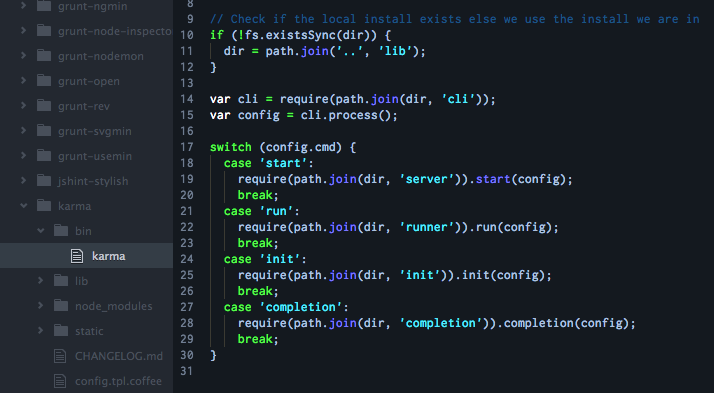 grunt-ngmin
grunt-node-inspecto
grunt-nodemon
grunt-open
grunt-rev
grunt-svgmin
grunt-usemin
jshint-stylish
karma
bin
karma
lib
node_modules
static
CHANGELOG.md
config.tpl.coffee
8
9 // Check if the local install exists else we use the install we are in
10 if (!fs.existsSync(dir)) {
11 dir = path.join('..', 'lib');
12 }
13
14 var cli = require(path.join(dir, 'cli'));
15 var config = cli.process();
16
17 switch (config.cmd) {
18 case 'start':
19 require(path.join(dir, 'server')).start(config);
20 break;
21 case 'run':
22 require(path.join(dir, 'runner')).run(config);
23 break;
24 case 'init':
25 require(path.join(dir, 'init')).init(config);
26 break;
27 case 'completion':
28 require(path.join(dir, 'completion')).completion(config);
29 break;
30 }
31